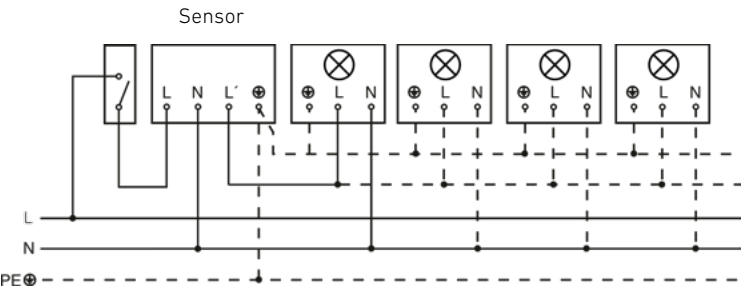 Sensor
L N L´ ⏚ ⏚ L N ⏚ L N ⏚ L N ⏚ L N
L
N
PE⏚